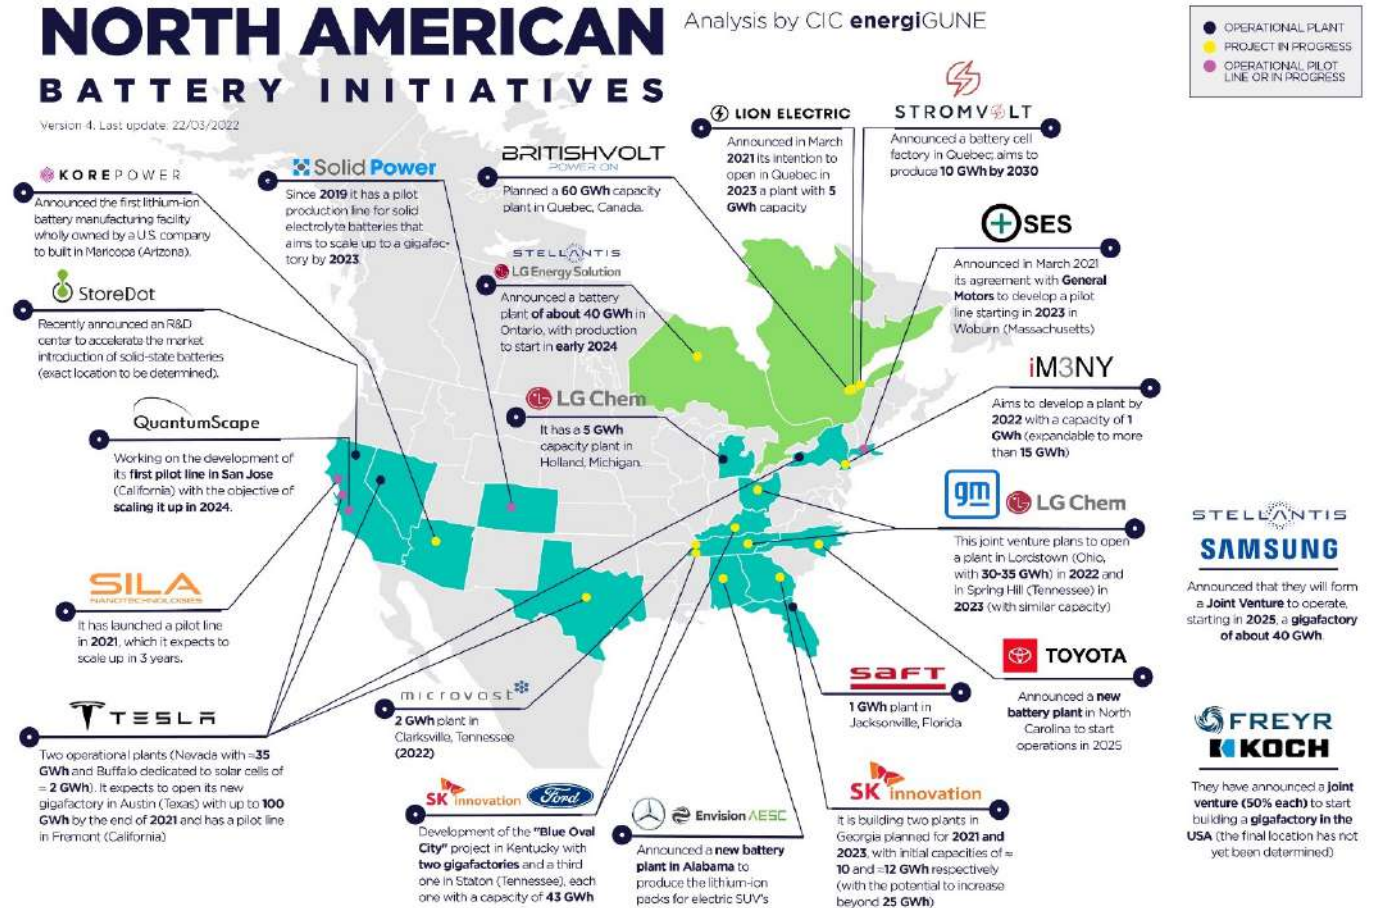 NORTH AMERICAN
BATTERY INITIATIVES
Version 4. Last update: 22/03/2022
Analysis by CIC energiGUNE
OPERATIONAL PLANT
PROJECT IN PROGRESS
OPERATIONAL PILOT
LINE OR IN PROGRESS
KOREPOWER
Announced the first lithium-ion
battery manufacturing facility
wholly owned by a U.S. company
to built in Maricopa (Arizona).
Solid Power
Since 2019 it has a pilot
production line for solid
electrolyte batteries that
aims to scale up to a gigafac-
tory by 2023
BRITISHVOLT
POWER ON
Planned a 60 GWh capacity
plant in Quebec, Canada.
LION ELECTRIC
Announced in March
2021 its intention to
open in Quebec in
2023 a plant with 5
GWh capacity
STROMVOLT
Announced a battery cell
factory in Quebec; aims to
produce 10 GWh by 2030
StoreDot
Recently announced an R&D
center to accelerate the market
introduction of solid-state batteries
(exact location to be determined).
STELLANTIS
LG Energy Solution
Announced a battery
plant of about 40 GWh in
Ontario, with production
to start in early 2024
SES
Announced in March 2021
its agreement with General
Motors to develop a pilot
line starting in 2023 in
Woburn (Massachusetts)
QuantumScape
Working on the development of
its first pilot line in San Jose
(California) with the objective of
scaling it up in 2024.
LG Chem
It has a 5 GWh
capacity plant in
Holland, Michigan.
iM3NY
Aims to develop a plant by
2022 with a capacity of 1
GWh (expandable to more
than 15 GWh)
gm
LG Chem
This joint venture plans to open
a plant in Lordstown (Ohio,
with 30-35 GWh) in 2022 and
in Spring Hill (Tennessee) in
2023 (with similar capacity)
STELLANTIS
SAMSUNG
Announced that they will form
a Joint Venture to operate,
starting in 2025, a gigafactory
of about 40 GWh.
SILA
NANOTECHNOLOGIES
It has launched a pilot line
in 2021, which it expects to
scale up in 3 years.
TESLA
Two operational plants (Nevada with ≈35
GWh and Buffalo dedicated to solar cells of
≈ 2 GWh). It expects to open its new
gigafactory in Austin (Texas) with up to 100
GWh by the end of 2021 and has a pilot line
in Fremont (California)
microvast
2 GWh plant in
Clarksville, Tennessee
(2022)
SK innovation
Ford
Development of the "Blue Oval
City" project in Kentucky with
two gigafactories and a third
one in Staton (Tennessee), each
one with a capacity of 43 GWh
Envision AESC
Announced a new battery
plant in Alabama to
produce the lithium-ion
packs for electric SUV's
saft
1 GWh plant in
Jacksonville, Florida
SK innovation
It is building two plants in
Georgia planned for 2021 and
2023, with initial capacities of ≈
10 and ≈12 GWh respectively
(with the potential to increase
beyond 25 GWh)
TOYOTA
Announced a new
battery plant in North
Carolina to start
operations in 2025
FREYR
KOCH
They have announced a joint
venture (50% each) to start
building a gigafactory in the
USA (the final location has not
yet been determined)